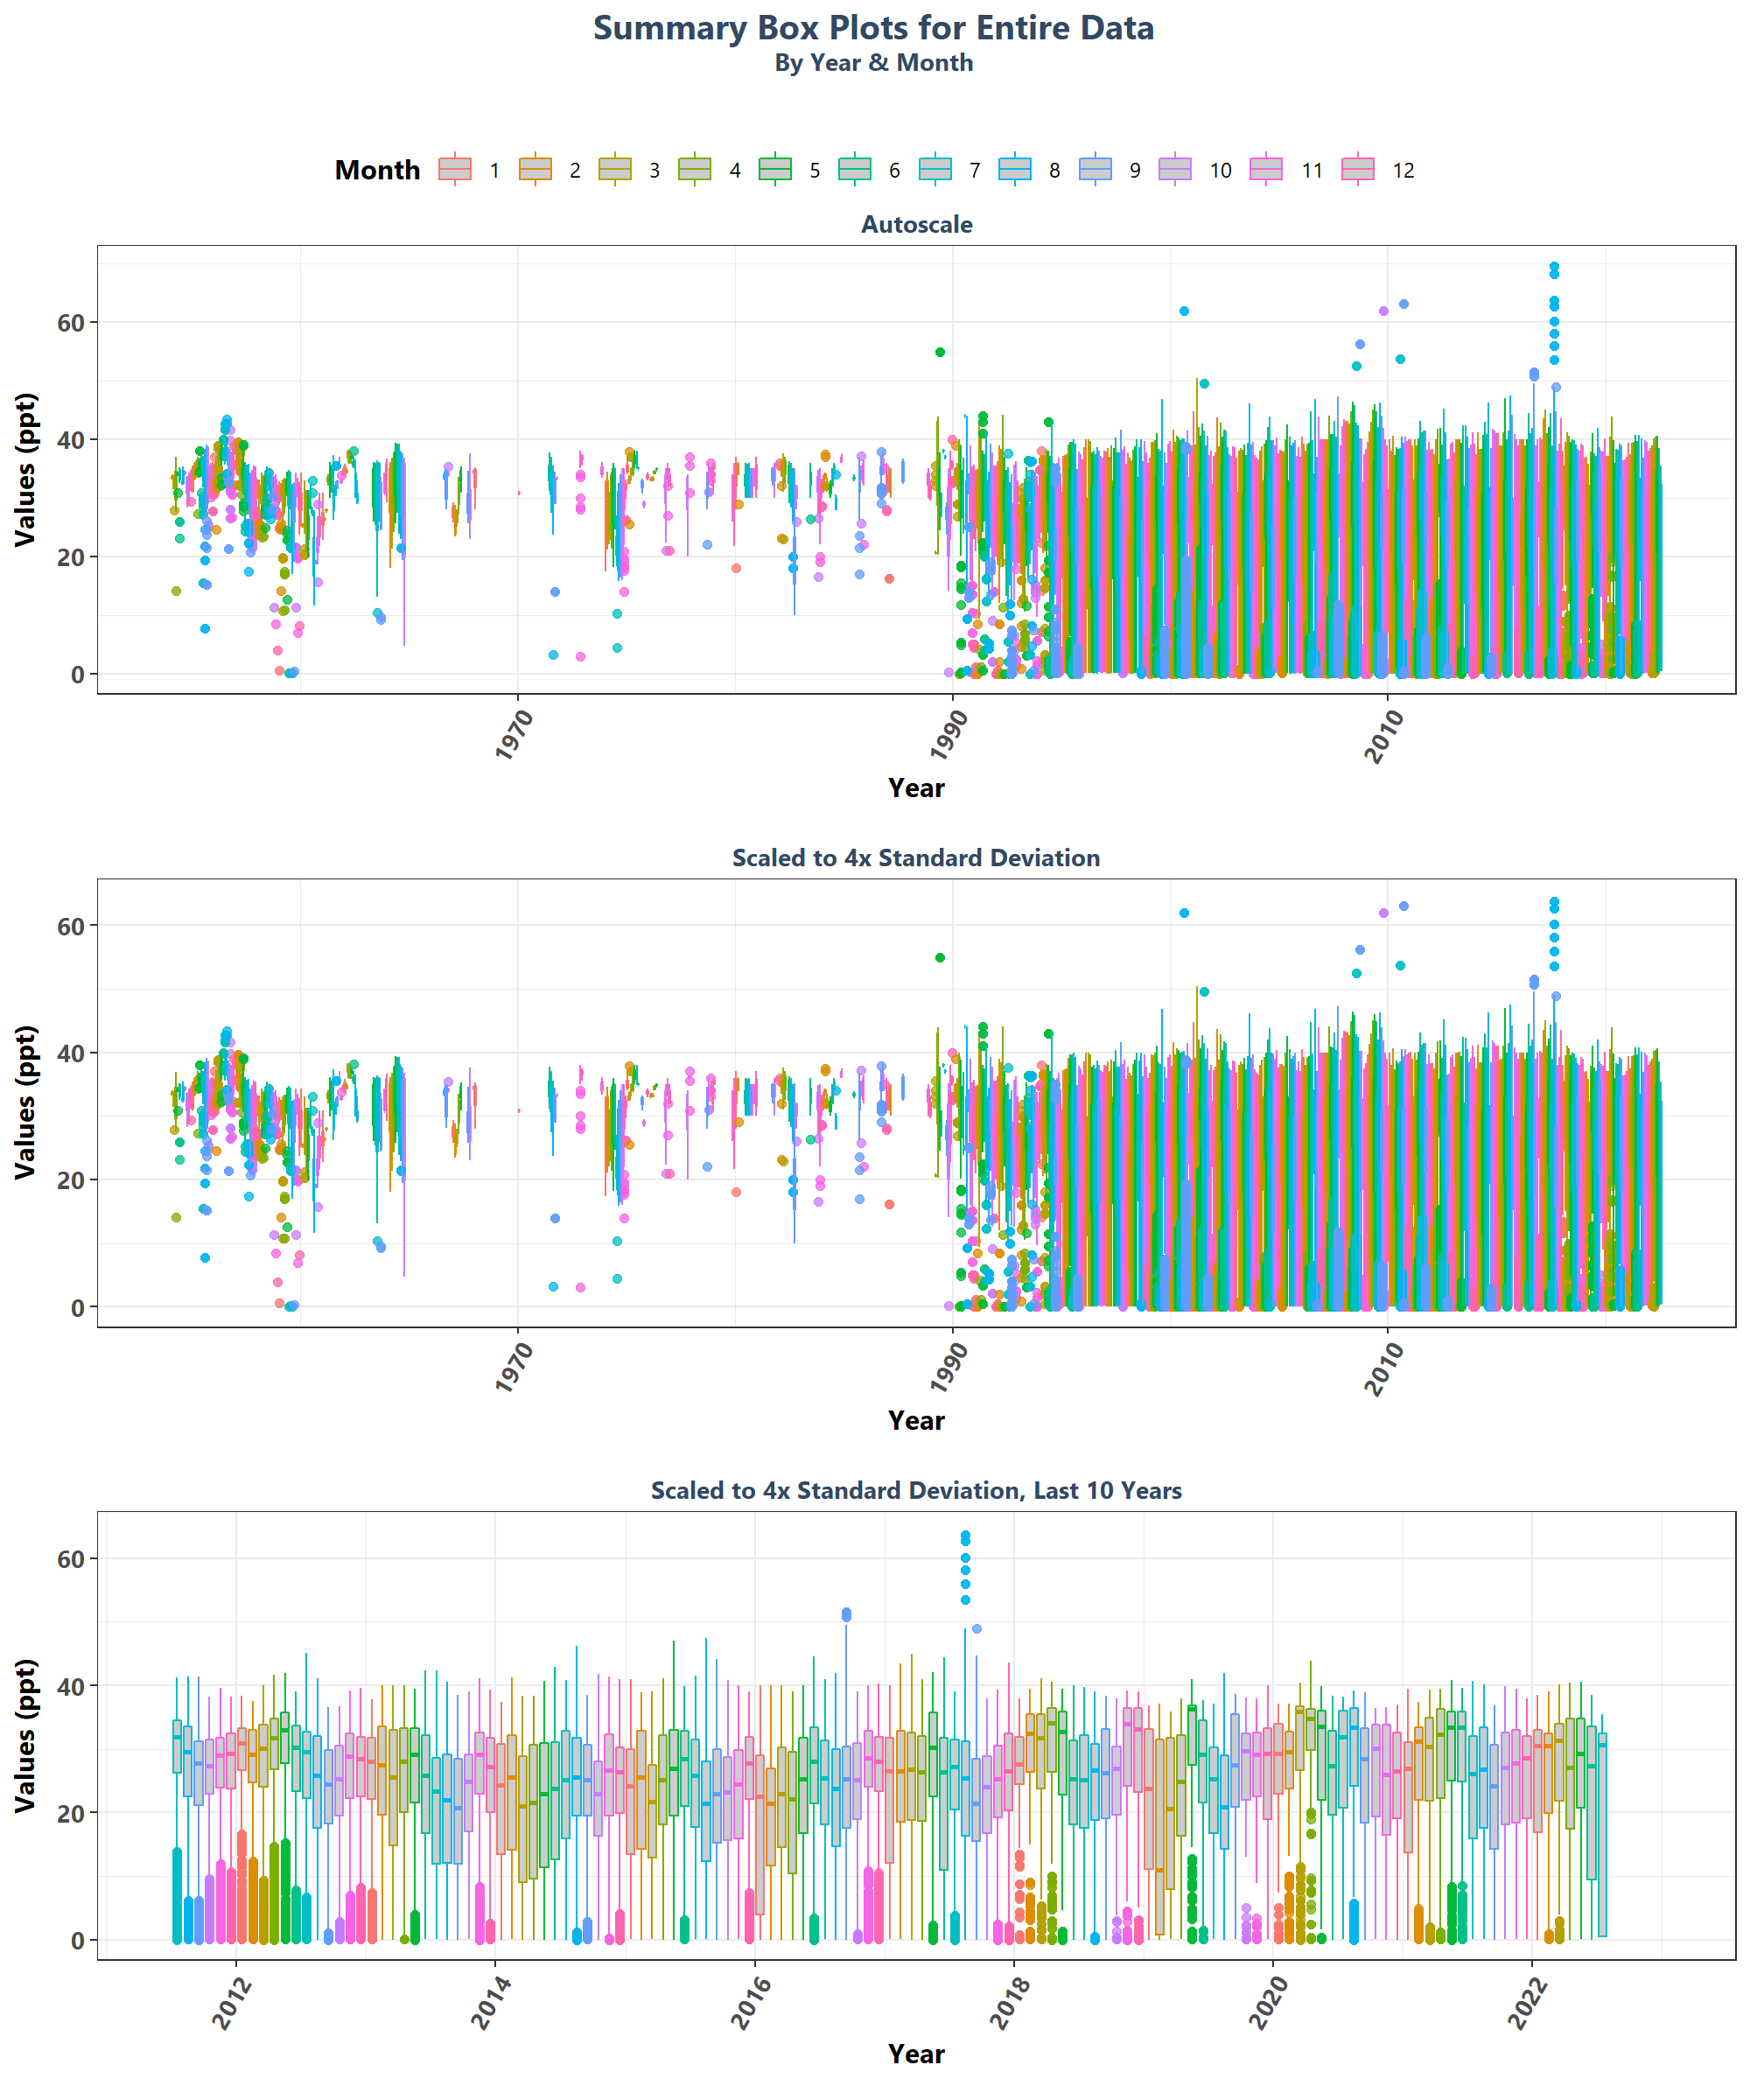 Summary Box Plots for Entire Data
By Year & Month
Month 1 2 3 4 5 6 7 8 9 10 11 12
Autoscale
Values (ppt)
60
40
20
0
1970 1990 2010
Year
Scaled to 4x Standard Deviation
Values (ppt)
60
40
20
0
1970 1990 2010
Year
Scaled to 4x Standard Deviation, Last 10 Years
Values (ppt)
60
40
20
0
2012 2014 2016 2018 2020 2022
Year